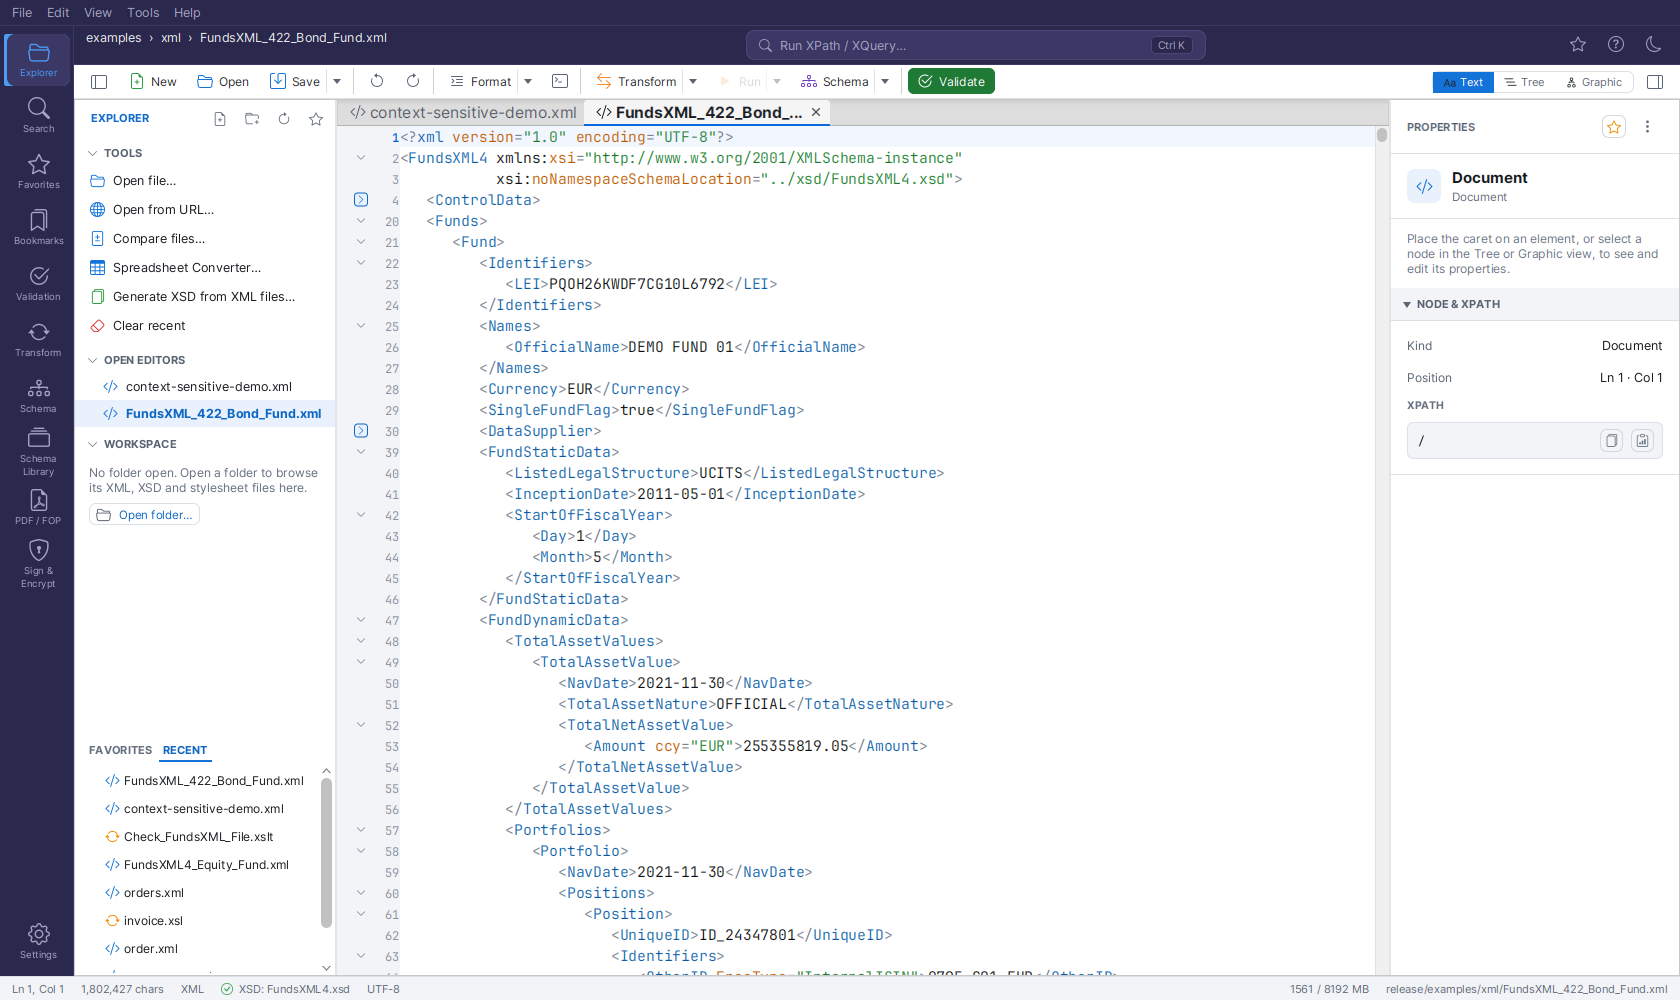 File Edit View Tools Help
examples › xml › FundsXML_422_Bond_Fund.xml
Run XPath / XQuery... Ctrl K
New Open Save Format Transform Run Schema Validate
Aa Text Tree Graphic
Explorer
Search
Favorites
Bookmarks
Validation
Transform
Schema
Schema
Library
PDF / FOP
Sign &
Encrypt
Settings
EXPLORER
TOOLS
Open file...
Open from URL...
Compare files...
Spreadsheet Converter...
Generate XSD from XML files...
Clear recent
OPEN EDITORS
context-sensitive-demo.xml
FundsXML_422_Bond_Fund.xml
WORKSPACE
No folder open. Open a folder to browse
its XML, XSD and stylesheet files here.
Open folder...
FAVORITES RECENT
FundsXML_422_Bond_Fund.xml
context-sensitive-demo.xml
Check_FundsXML_File.xslt
FundsXML4_Equity_Fund.xml
orders.xml
invoice.xsl
order.xml
context-sensitive-demo.xml FundsXML_422_Bond_...
1 <?xml version="1.0" encoding="UTF-8"?>
2 <FundsXML4 xmlns:xsi="http://www.w3.org/2001/XMLSchema-instance"
3 xsi:noNamespaceSchemaLocation="../xsd/FundsXML4.xsd">
4 <ControlData>
20 <Funds>
21 <Fund>
22 <Identifiers>
23 <LEI>PQOH26KWDF7CG10L6792</LEI>
24 </Identifiers>
25 <Names>
26 <OfficialName>DEMO FUND 01</OfficialName>
27 </Names>
28 <Currency>EUR</Currency>
29 <SingleFundFlag>true</SingleFundFlag>
30 <DataSupplier>
39 <FundStaticData>
40 <ListedLegalStructure>UCITS</ListedLegalStructure>
41 <InceptionDate>2011-05-01</InceptionDate>
42 <StartOfFiscalYear>
43 <Day>1</Day>
44 <Month>5</Month>
45 </StartOfFiscalYear>
46 </FundStaticData>
47 <FundDynamicData>
48 <TotalAssetValues>
49 <TotalAssetValue>
50 <NavDate>2021-11-30</NavDate>
51 <TotalAssetNature>OFFICIAL</TotalAssetNature>
52 <TotalNetAssetValue>
53 <Amount ccy="EUR">255355819.05</Amount>
54 </TotalNetAssetValue>
55 </TotalAssetValue>
56 </TotalAssetValues>
57 <Portfolios>
58 <Portfolio>
59 <NavDate>2021-11-30</NavDate>
60 <Positions>
61 <Position>
62 <UniqueID>ID_24347801</UniqueID>
63 <Identifiers>
PROPERTIES
Document
Document
Place the caret on an element, or select a
node in the Tree or Graphic view, to see and
edit its properties.
NODE & XPATH
Kind Document
Position Ln 1 · Col 1
XPATH
/
Ln 1, Col 1 1,802,427 chars XML XSD: FundsXML4.xsd UTF-8 1561 / 8192 MB release/examples/xml/FundsXML_422_Bond_Fund.xml